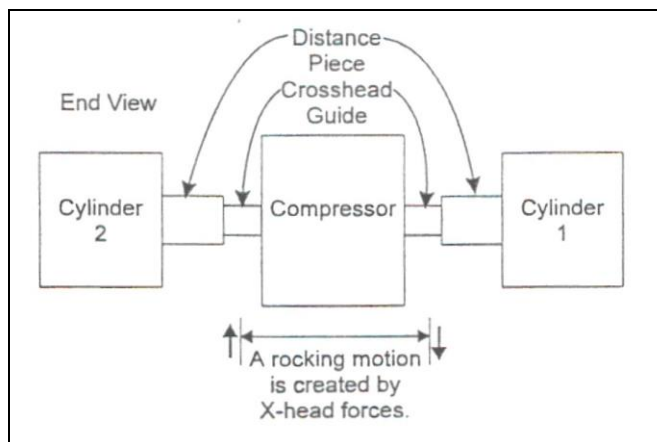 Distance
Piece
Crosshead
Guide
End View
Cylinder
2
Compressor
Cylinder
1
A rocking motion
is created by
X-head forces.